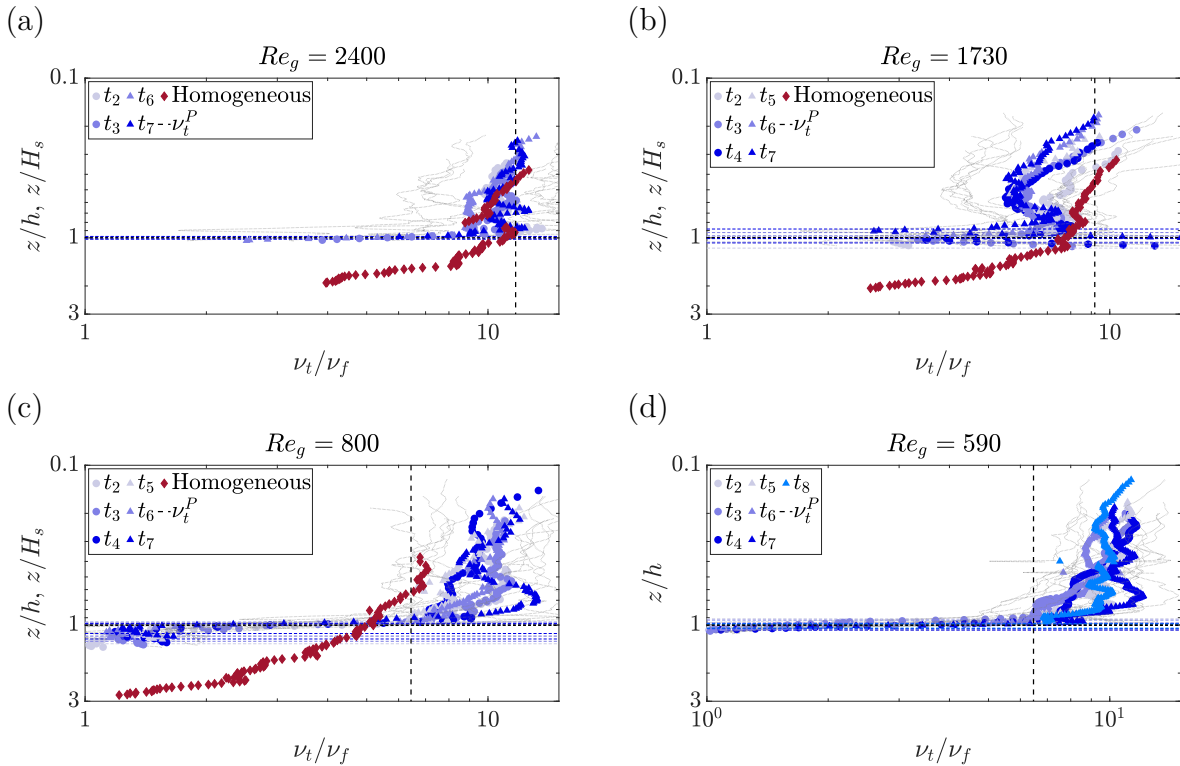 (a)
Re_g = 2400
z/h, z/H_s
0.1
1
3
t_2 t_6 Homogeneous
t_3 t_7 -- ν_t^P
1
10
ν_t/ν_f
(b)
Re_g = 1730
z/h, z/H_s
0.1
1
3
t_2 t_5 Homogeneous
t_3 t_6 -- ν_t^P
t_4 t_7
1
10
ν_t/ν_f
(c)
Re_g = 800
z/h, z/H_s
0.1
1
3
t_2 t_5 Homogeneous
t_3 t_6 -- ν_t^P
t_4 t_7
1
10
ν_t/ν_f
(d)
Re_g = 590
z/h
0.1
1
3
t_2 t_5 t_8
t_3 t_6 -- ν_t^P
t_4 t_7
10^0
10^1
ν_t/ν_f